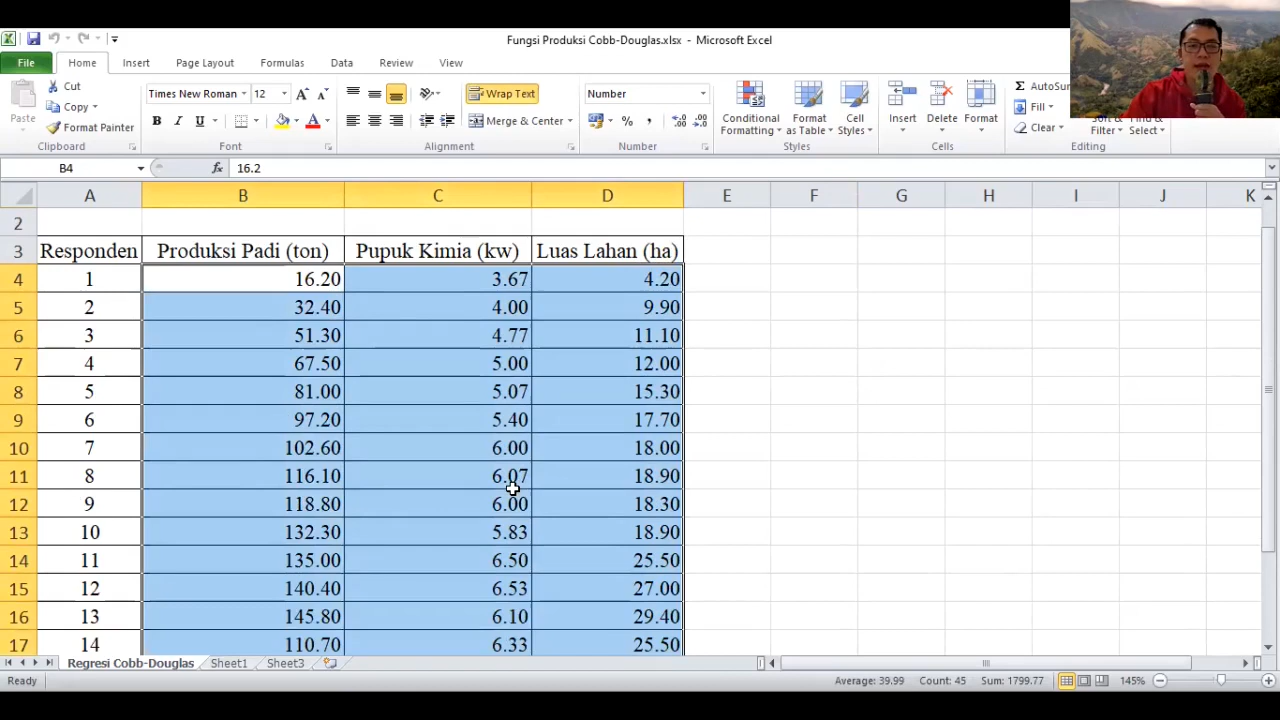 Fungsi Produksi Cobb-Douglas.xlsx - Microsoft Excel
File Home Insert Page Layout Formulas Data Review View
Paste
Cut
Copy
Format Painter
Clipboard
Times New Roman 12
B I U A
Font
Wrap Text
Merge & Center
Alignment
Number
% ,
Number
Conditional Formatting
Format as Table
Cell Styles
Styles
Insert Delete Format
Cells
Σ AutoSu
Fill
Clear
Filter Select
Editing
B4 fx 16.2
A B C D E F G H I J K
2
3 Responden Produksi Padi (ton) Pupuk Kimia (kw) Luas Lahan (ha)
4 1 16.20 3.67 4.20
5 2 32.40 4.00 9.90
6 3 51.30 4.77 11.10
7 4 67.50 5.00 12.00
8 5 81.00 5.07 15.30
9 6 97.20 5.40 17.70
10 7 102.60 6.00 18.00
11 8 116.10 6.07 18.90
12 9 118.80 6.00 18.30
13 10 132.30 5.83 18.90
14 11 135.00 6.50 25.50
15 12 140.40 6.53 27.00
16 13 145.80 6.10 29.40
17 14 110.70 6.33 25.50
Regresi Cobb-Douglas Sheet1 Sheet3
Ready Average: 39.99 Count: 45 Sum: 1799.77 145%